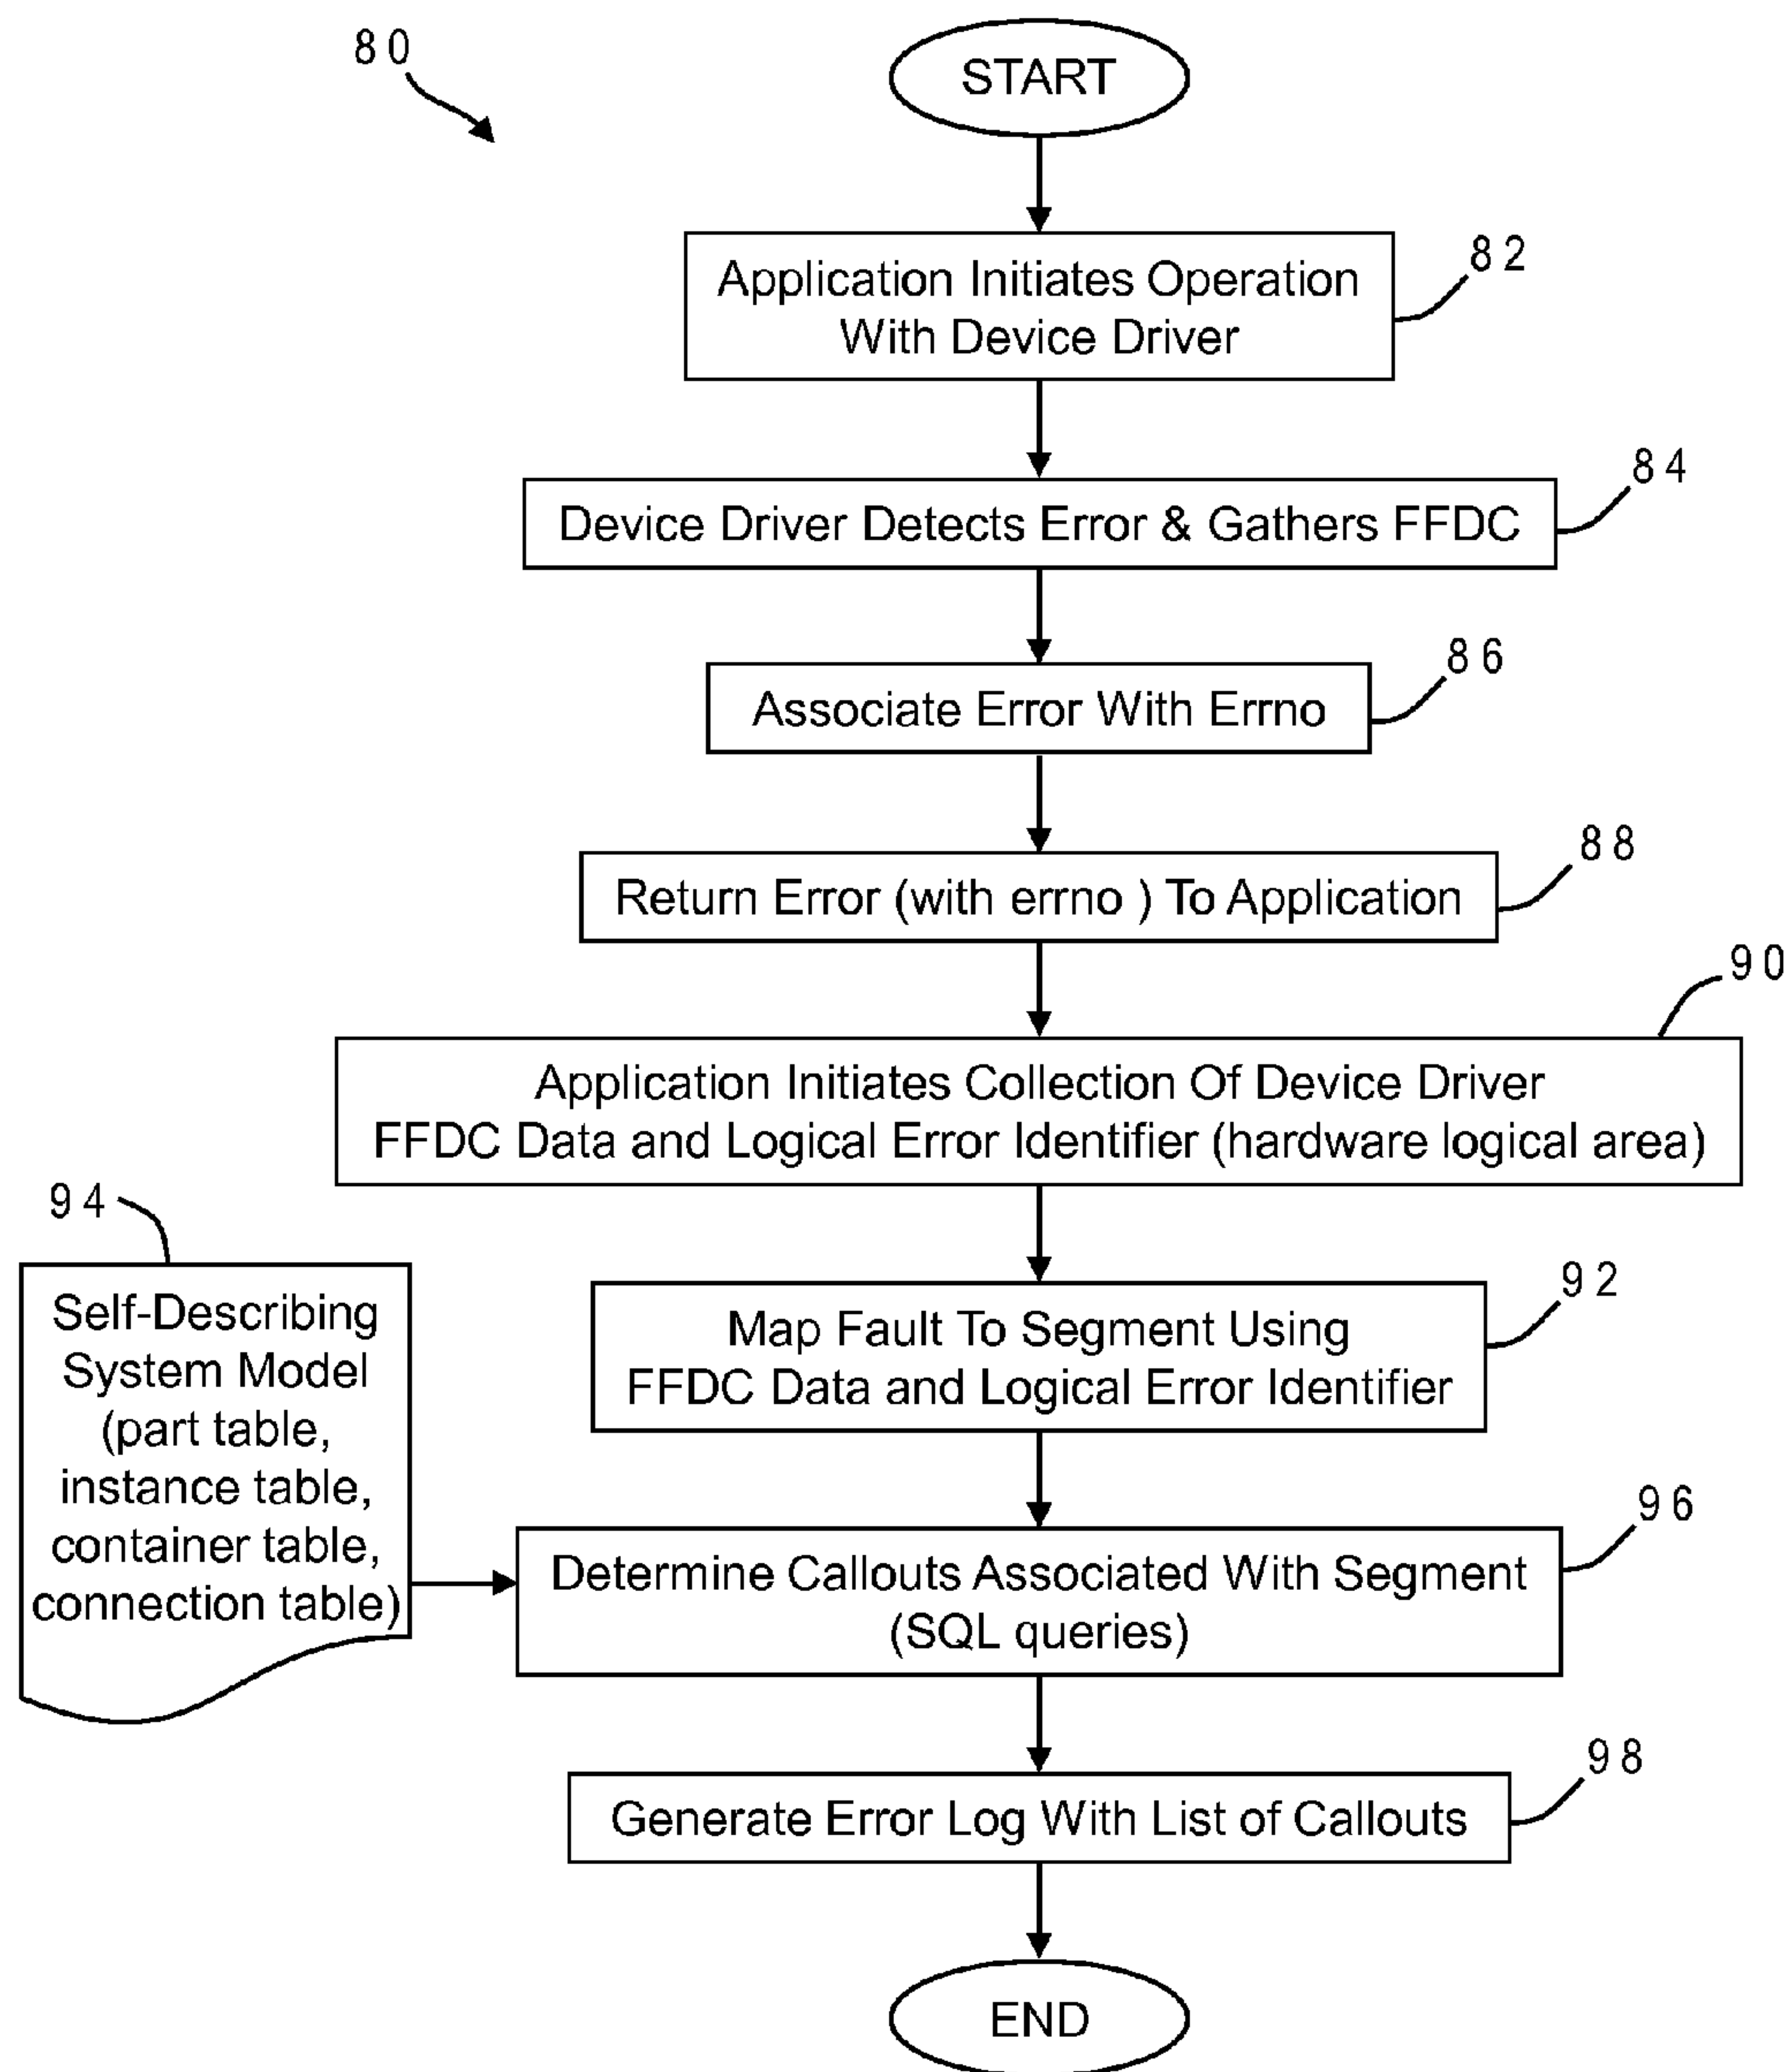 80
START
82
Application Initiates Operation
With Device Driver
84
Device Driver Detects Error & Gathers FFDC
86
Associate Error With Errno
88
Return Error (with errno ) To Application
90
Application Initiates Collection Of Device Driver
FFDC Data and Logical Error Identifier (hardware logical area)
92
Map Fault To Segment Using
FFDC Data and Logical Error Identifier
94
Self-Describing
System Model
(part table,
instance table,
container table,
connection table)
96
Determine Callouts Associated With Segment
(SQL queries)
98
Generate Error Log With List of Callouts
END